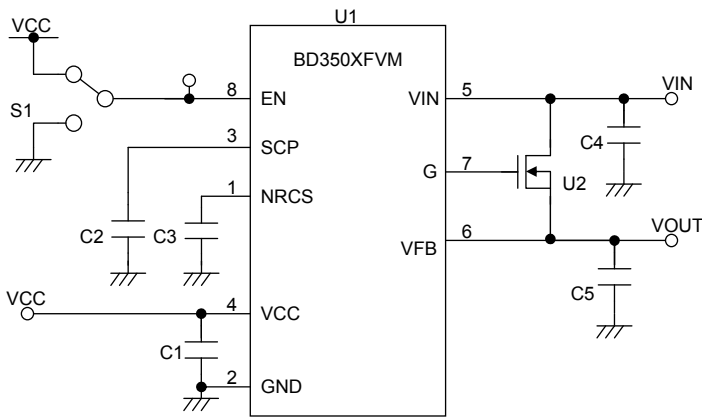 U1
VCC
BD350XFVM
8 EN
VIN 5
VIN
S1
3 SCP
C4
G 7
U2
1 NRCS
C2
C3
VFB 6
VOUT
VCC
C5
4 VCC
C1
2 GND